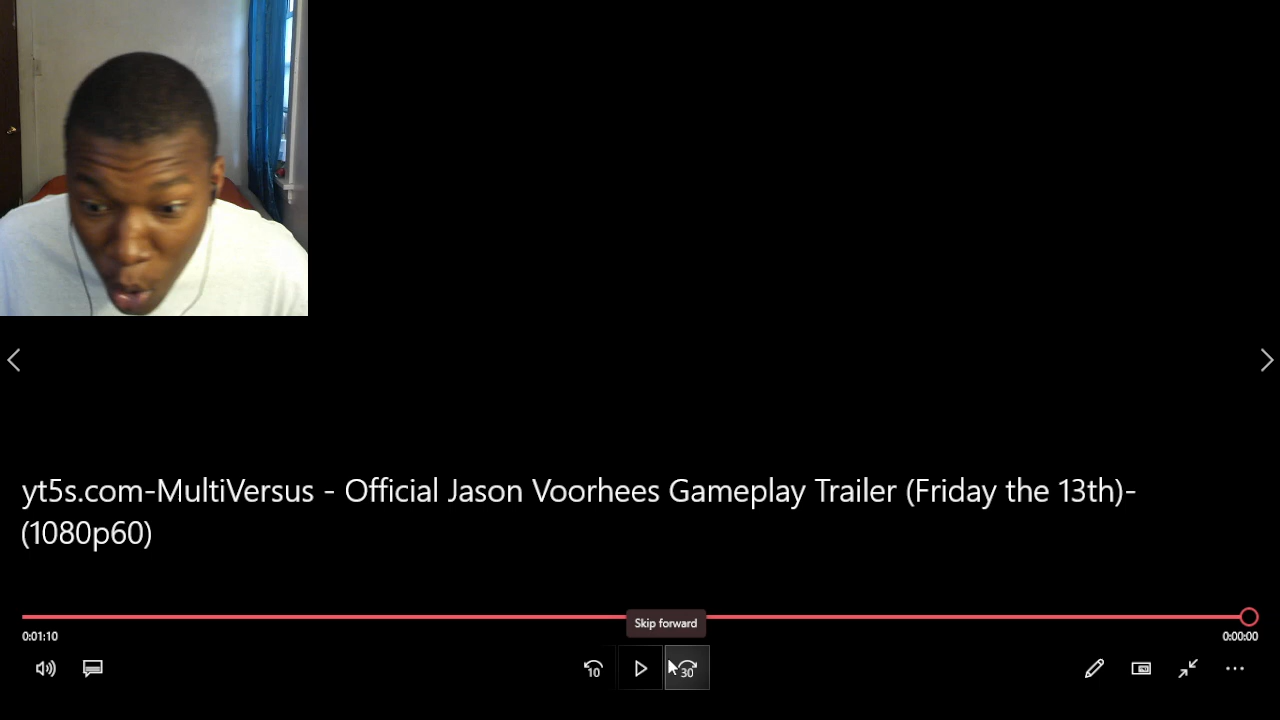 yt5s.com-MultiVersus - Official Jason Voorhees Gameplay Trailer (Friday the 13th)-
(1080p60)
Skip forward
0:01:10
0:00:00
10
30